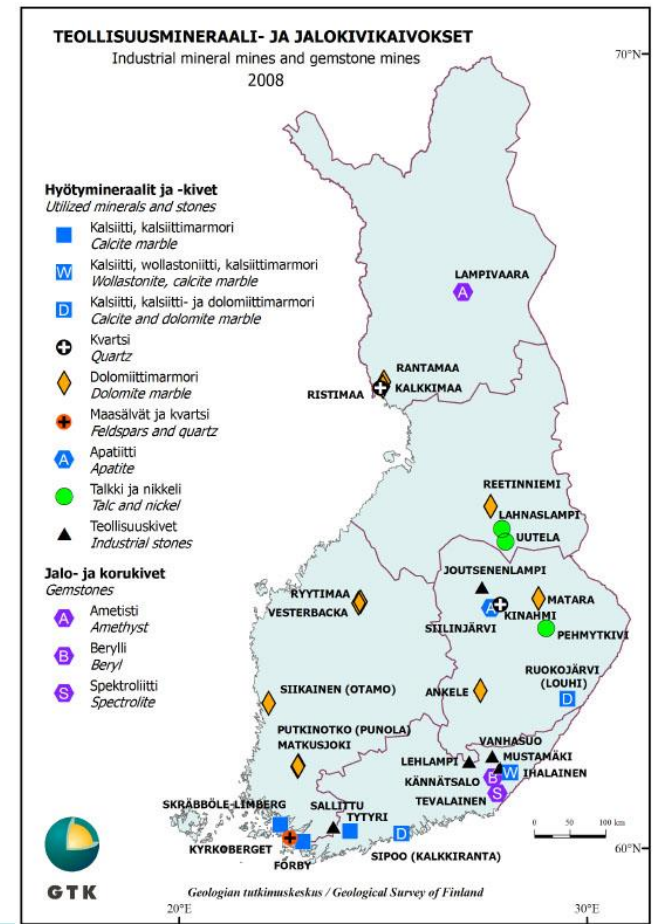 TEOLLISUUSMINERAALI- JA JALOKIVIKAIVOKSET
Industrial mineral mines and gemstone mines
2008
70°N
Hyötymineraalit ja -kivet
Utilized minerals and stones
Kalsiitti, kalsiittimarmori
Calcite marble
W
Kalsiitti, wollastoniitti, kalsiittimarmori
Wollastonite, calcite marble
D
Kalsiitti, kalsiitti- ja dolomiittimarmori
Calcite and dolomite marble
Kvartsi
Quartz
Dolomiittimarmori
Dolomite marble
Maasälvät ja kvartsi
Feldspars and quartz
A
Apatiitti
Apatite
Talkki ja nikkeli
Talc and nickel
Teollisuuskivet
Industrial stones
Jalo- ja korukivet
Gemstones
A
Ametisti
Amethyst
B
Berylli
Beryl
S
Spektroliitti
Spectrolite
LAMPIVAARA
A
RANTAMAA
KALKKIMAA
RISTIMAA
REETINNIEMI
LAHNASLAMPI
UUTELA
JOUTSENENLAMPI
RYYTIMAA
VESTERBACKA
MATARA
A
KINAHMI
SIILINJÄRVI
PEHMYTKIVI
RUOKOJÄRVI
(LOUHI)
D
ANKELE
SIIKAINEN (OTAMO)
PUTKINOTKO (PUNOLA)
MATKUSJOKI
VANHASUO
MUSTAMÄKI
LEHLAMPI
W
IHALAINEN
KÄNNÄTSALO
B
TEVALAINEN
S
SKRÄBBÖLE-LIMBERG
SALLITTU
TYTYRI
KYRKOBERGET
FÖRBY
D
SIPOO (KALKKIRANTA)
0 50 100 km
60°N
GTK
Geologian tutkimuskeskus / Geological Survey of Finland
20°E
30°E